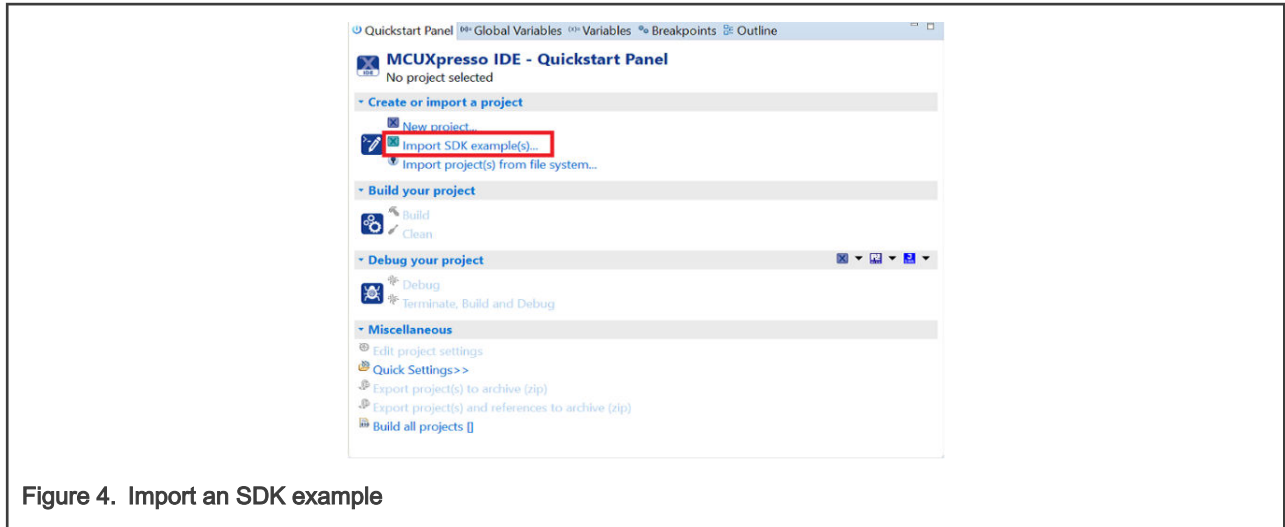 Quickstart Panel (x)= Global Variables (x)= Variables Breakpoints Outline
MCUXpresso IDE - Quickstart Panel
IDE
No project selected
Create or import a project
New project...
Import SDK example(s)...
Import project(s) from file system...
Build your project
Build
Clean
Debug your project
Debug
Terminate, Build and Debug
Miscellaneous
Edit project settings
Quick Settings>>
Export project(s) to archive (zip)
Export project(s) and references to archive (zip)
Build all projects []
Figure 4. Import an SDK example